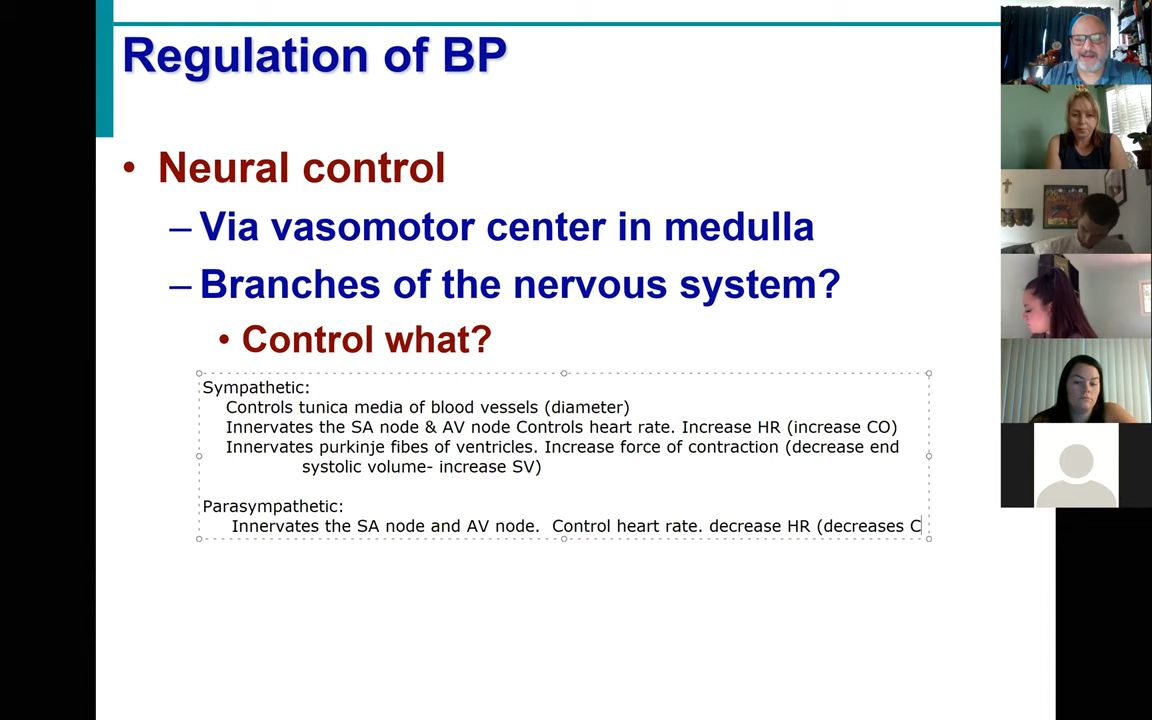 Regulation of BP
• Neural control
– Via vasomotor center in medulla
– Branches of the nervous system?
• Control what?
Sympathetic:
Controls tunica media of blood vessels (diameter)
Innervates the SA node & AV node Controls heart rate. Increase HR (increase CO)
Innervates purkinje fibes of ventricles. Increase force of contraction (decrease end
systolic volume- increase SV)
Parasympathetic:
Innervates the SA node and AV node. Control heart rate. decrease HR (decreases C